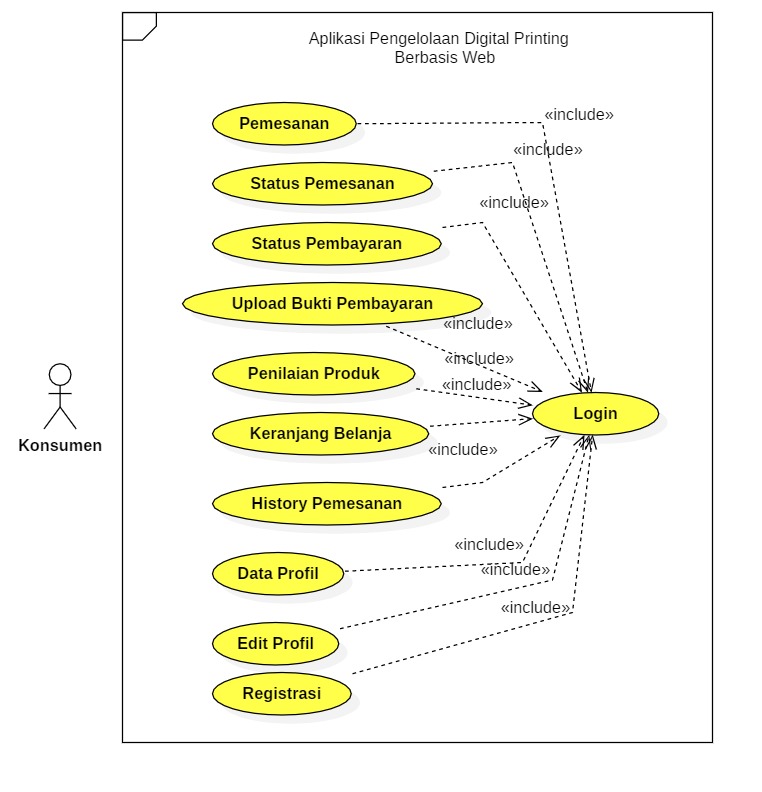 Aplikasi Pengelolaan Digital Printing
Berbasis Web
Pemesanan
«include»
Status Pemesanan
«include»
Status Pembayaran
«include»
Upload Bukti Pembayaran
«include»
Penilaian Produk
«include»
Keranjang Belanja
«include»
Login
Konsumen
History Pemesanan
«include»
Data Profil
«include»
Edit Profil
«include»
Registrasi
«include»